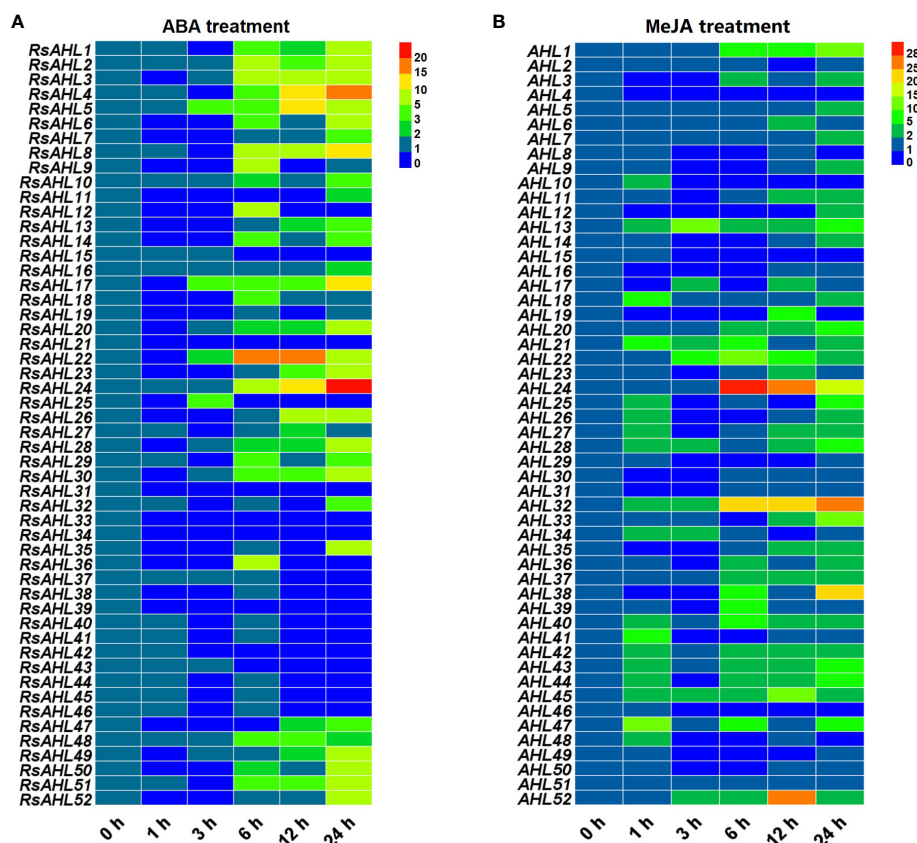 A
ABA treatment
RsAHL1
RsAHL2
RsAHL3
RsAHL4
RsAHL5
RsAHL6
RsAHL7
RsAHL8
RsAHL9
RsAHL10
RsAHL11
RsAHL12
RsAHL13
RsAHL14
RsAHL15
RsAHL16
RsAHL17
RsAHL18
RsAHL19
RsAHL20
RsAHL21
RsAHL22
RsAHL23
RsAHL24
RsAHL25
RsAHL26
RsAHL27
RsAHL28
RsAHL29
RsAHL30
RsAHL31
RsAHL32
RsAHL33
RsAHL34
RsAHL35
RsAHL36
RsAHL37
RsAHL38
RsAHL39
RsAHL40
RsAHL41
RsAHL42
RsAHL43
RsAHL44
RsAHL45
RsAHL46
RsAHL47
RsAHL48
RsAHL49
RsAHL50
RsAHL51
RsAHL52
0 h 1 h 3 h 6 h 12 h 24 h
20
15
10
5
3
2
1
0
B
MeJA treatment
AHL1
AHL2
AHL3
AHL4
AHL5
AHL6
AHL7
AHL8
AHL9
AHL10
AHL11
AHL12
AHL13
AHL14
AHL15
AHL16
AHL17
AHL18
AHL19
AHL20
AHL21
AHL22
AHL23
AHL24
AHL25
AHL26
AHL27
AHL28
AHL29
AHL30
AHL31
AHL32
AHL33
AHL34
AHL35
AHL36
AHL37
AHL38
AHL39
AHL40
AHL41
AHL42
AHL43
AHL44
AHL45
AHL46
AHL47
AHL48
AHL49
AHL50
AHL51
AHL52
0 h 1 h 3 h 6 h 12 h 24 h
28
25
20
15
10
5
2
1
0